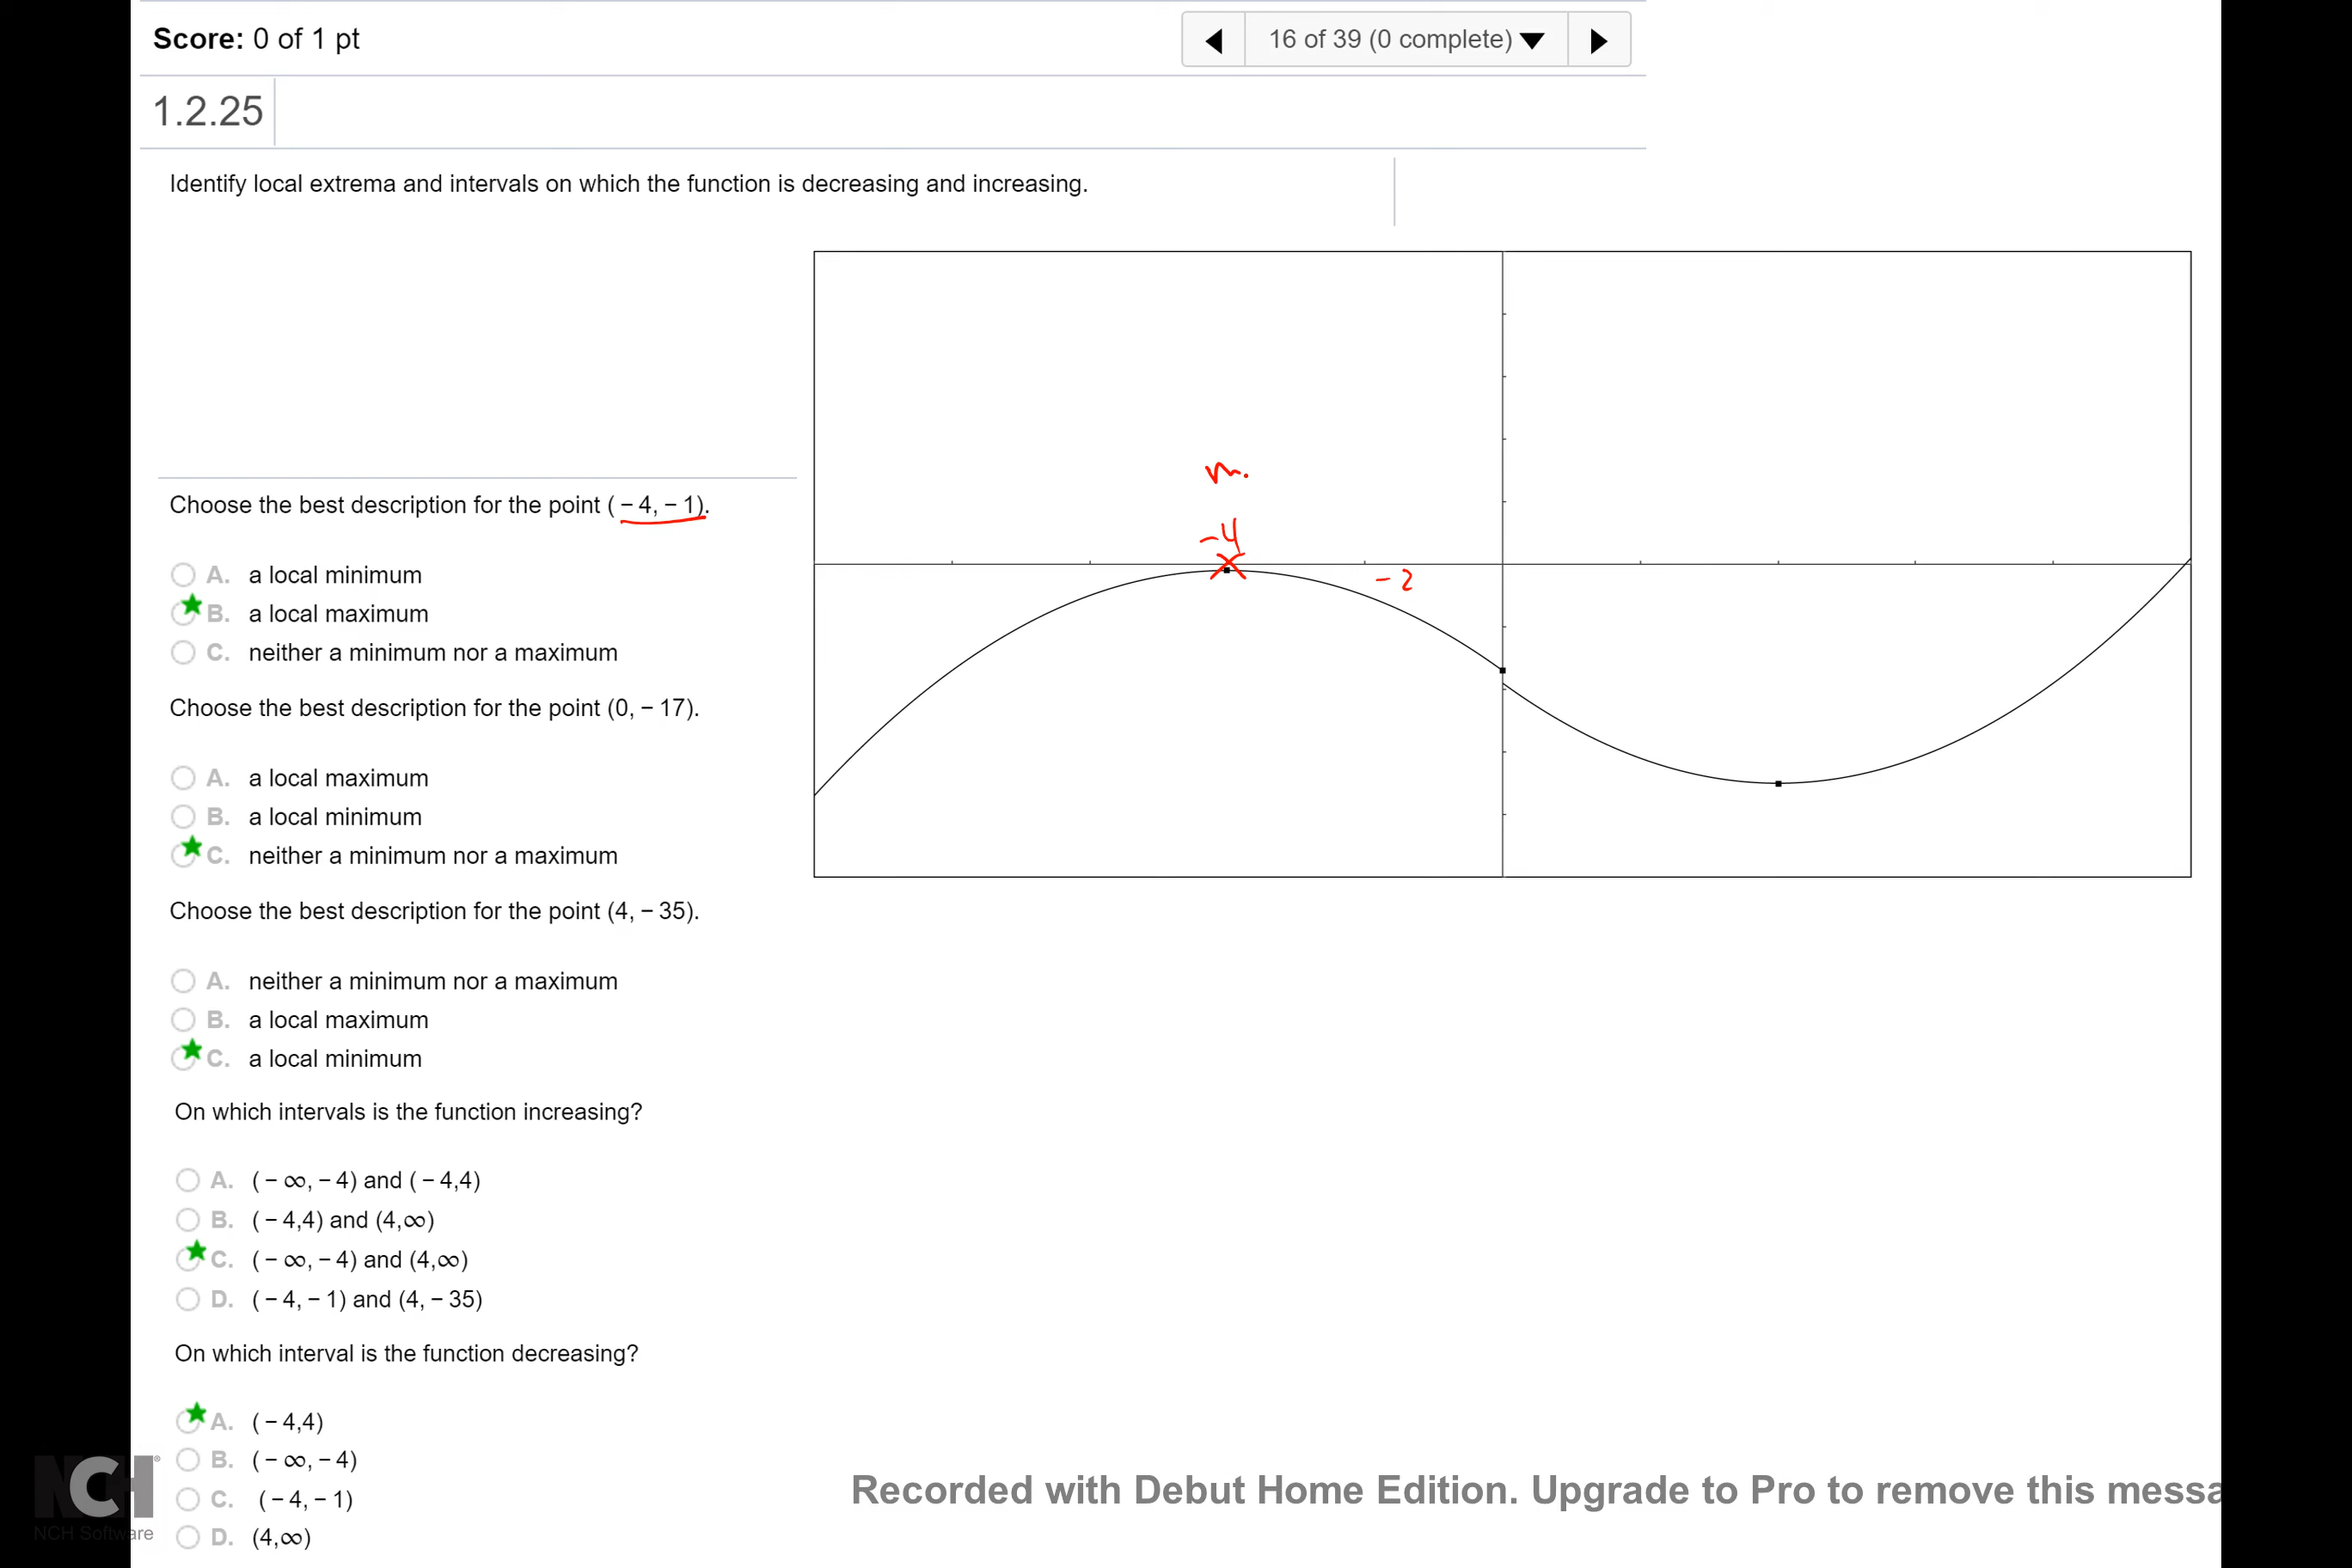 Score: 0 of 1 pt
16 of 39 (0 complete)
1.2.25
Identify local extrema and intervals on which the function is decreasing and increasing.
Choose the best description for the point ( − 4, − 1).
A. a local minimum
B. a local maximum
C. neither a minimum nor a maximum
Choose the best description for the point (0, − 17).
A. a local maximum
B. a local minimum
C. neither a minimum nor a maximum
Choose the best description for the point (4, − 35).
A. neither a minimum nor a maximum
B. a local maximum
C. a local minimum
On which intervals is the function increasing?
A. ( − ∞, − 4) and ( − 4,4)
B. ( − 4,4) and (4,∞)
C. ( − ∞, − 4) and (4,∞)
D. ( − 4, − 1) and (4, − 35)
On which interval is the function decreasing?
A. ( − 4,4)
B. ( − ∞, − 4)
C. ( − 4, − 1)
D. (4,∞)
-4
-2
NCH®
NCH Software
Recorded with Debut Home Edition. Upgrade to Pro to remove this messa